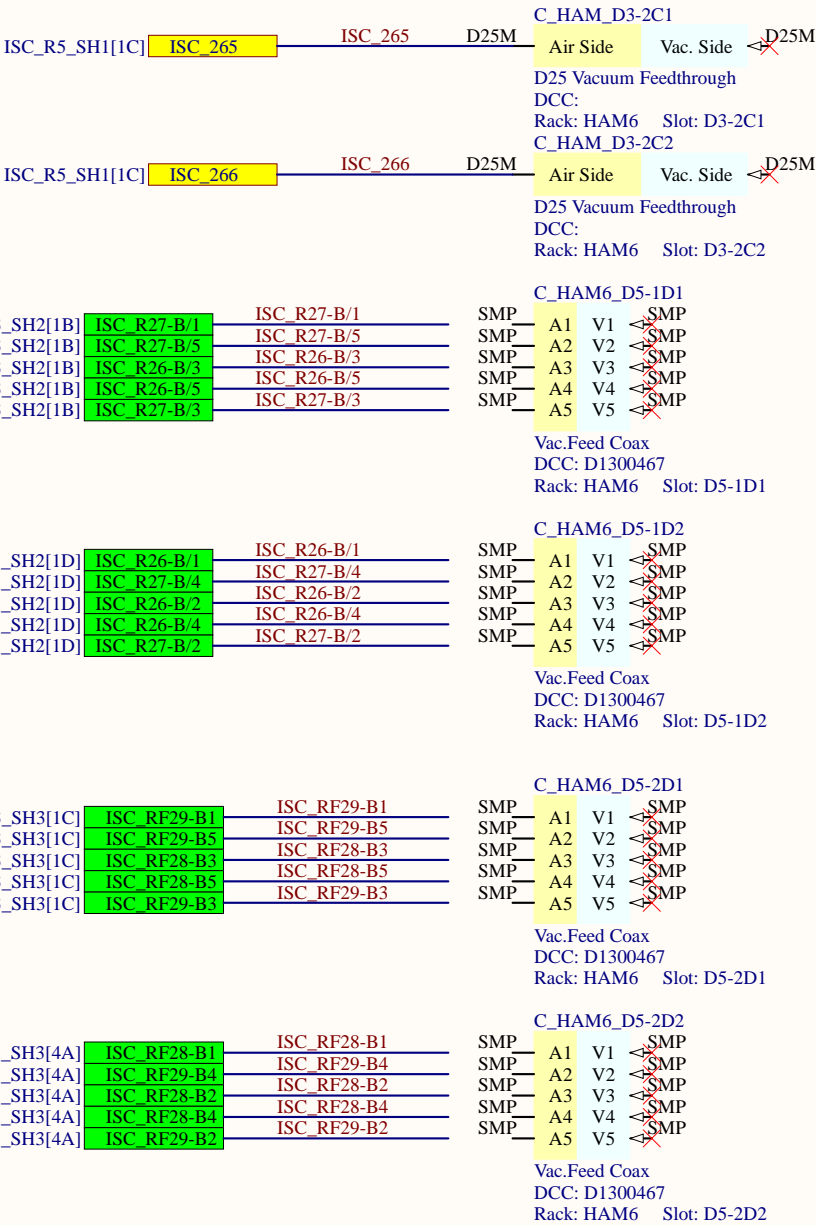 C_HAM_D3-2C1
ISC_R5_SH1[1C] ISC_265 ISC_265 D25M Air Side Vac. Side D25M
D25 Vacuum Feedthrough
DCC:
Rack: HAM6 Slot: D3-2C1
C_HAM_D3-2C2
ISC_R5_SH1[1C] ISC_266 ISC_266 D25M Air Side Vac. Side D25M
D25 Vacuum Feedthrough
DCC:
Rack: HAM6 Slot: D3-2C2
C_HAM6_D5-1D1
_SH2[1B] ISC_R27-B/1 ISC_R27-B/1 SMP A1 V1 SMP
_SH2[1B] ISC_R27-B/5 ISC_R27-B/5 SMP A2 V2 SMP
_SH2[1B] ISC_R26-B/3 ISC_R26-B/3 SMP A3 V3 SMP
_SH2[1B] ISC_R26-B/5 ISC_R26-B/5 SMP A4 V4 SMP
_SH2[1B] ISC_R27-B/3 ISC_R27-B/3 SMP A5 V5 SMP
Vac.Feed Coax
DCC: D1300467
Rack: HAM6 Slot: D5-1D1
C_HAM6_D5-1D2
_SH2[1D] ISC_R26-B/1 ISC_R26-B/1 SMP A1 V1 SMP
_SH2[1D] ISC_R27-B/4 ISC_R27-B/4 SMP A2 V2 SMP
_SH2[1D] ISC_R26-B/2 ISC_R26-B/2 SMP A3 V3 SMP
_SH2[1D] ISC_R26-B/4 ISC_R26-B/4 SMP A4 V4 SMP
_SH2[1D] ISC_R27-B/2 ISC_R27-B/2 SMP A5 V5 SMP
Vac.Feed Coax
DCC: D1300467
Rack: HAM6 Slot: D5-1D2
C_HAM6_D5-2D1
_SH3[1C] ISC_RF29-B1 ISC_RF29-B1 SMP A1 V1 SMP
_SH3[1C] ISC_RF29-B5 ISC_RF29-B5 SMP A2 V2 SMP
_SH3[1C] ISC_RF28-B3 ISC_RF28-B3 SMP A3 V3 SMP
_SH3[1C] ISC_RF28-B5 ISC_RF28-B5 SMP A4 V4 SMP
_SH3[1C] ISC_RF29-B3 ISC_RF29-B3 SMP A5 V5 SMP
Vac.Feed Coax
DCC: D1300467
Rack: HAM6 Slot: D5-2D1
C_HAM6_D5-2D2
_SH3[4A] ISC_RF28-B1 ISC_RF28-B1 SMP A1 V1 SMP
_SH3[4A] ISC_RF29-B4 ISC_RF29-B4 SMP A2 V2 SMP
_SH3[4A] ISC_RF28-B2 ISC_RF28-B2 SMP A3 V3 SMP
_SH3[4A] ISC_RF28-B4 ISC_RF28-B4 SMP A4 V4 SMP
_SH3[4A] ISC_RF29-B2 ISC_RF29-B2 SMP A5 V5 SMP
Vac.Feed Coax
DCC: D1300467
Rack: HAM6 Slot: D5-2D2